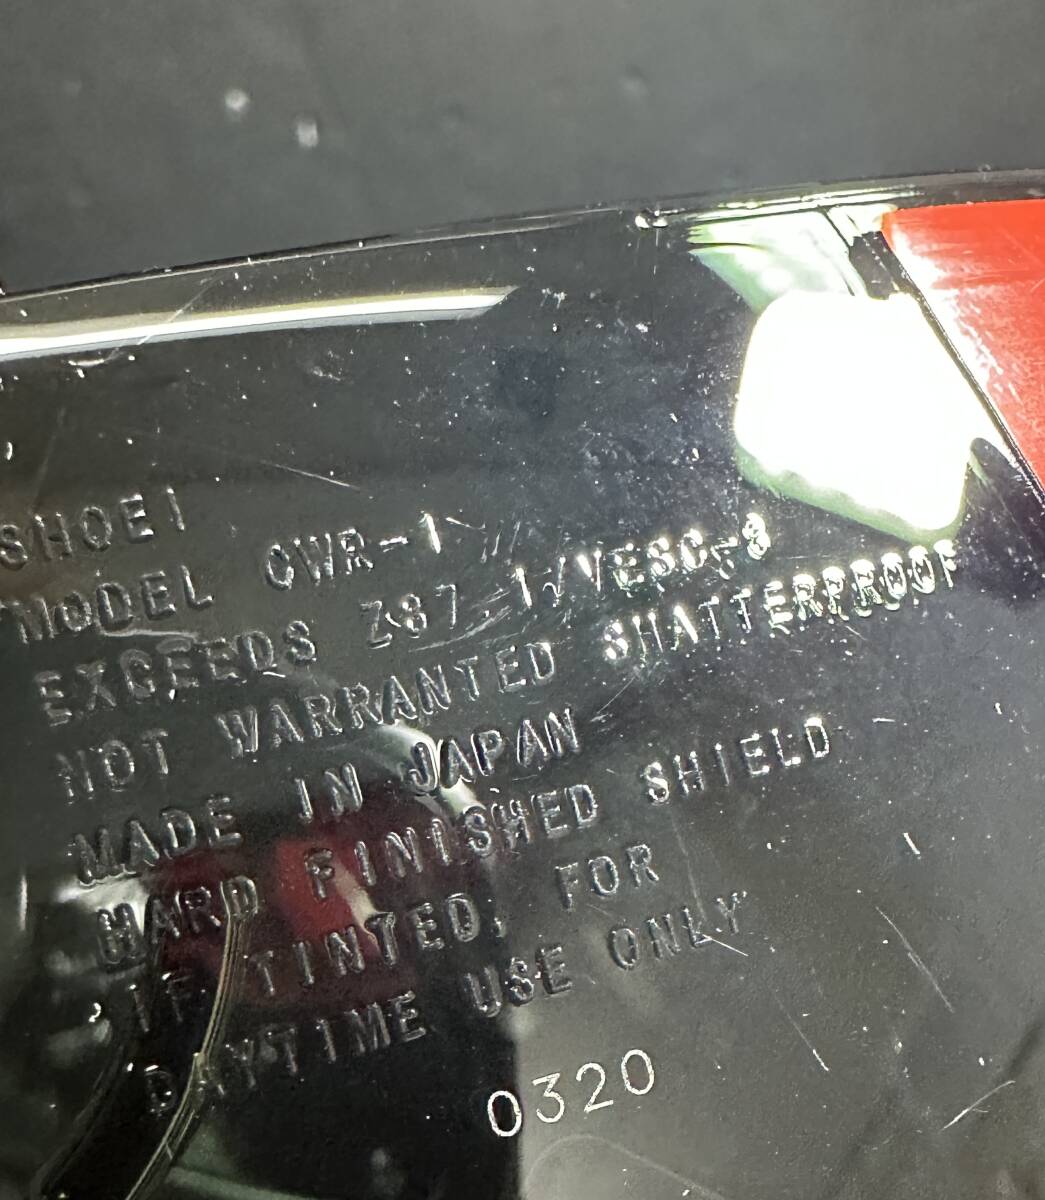 SHOEI
MODEL CWR-1
EXCEEDS Z87.1/VESC-8
NOT WARRANTED SHATTERPROOF
MADE IN JAPAN
HARD FINISHED SHIELD
IF TINTED, FOR
DAYTIME USE ONLY
0320